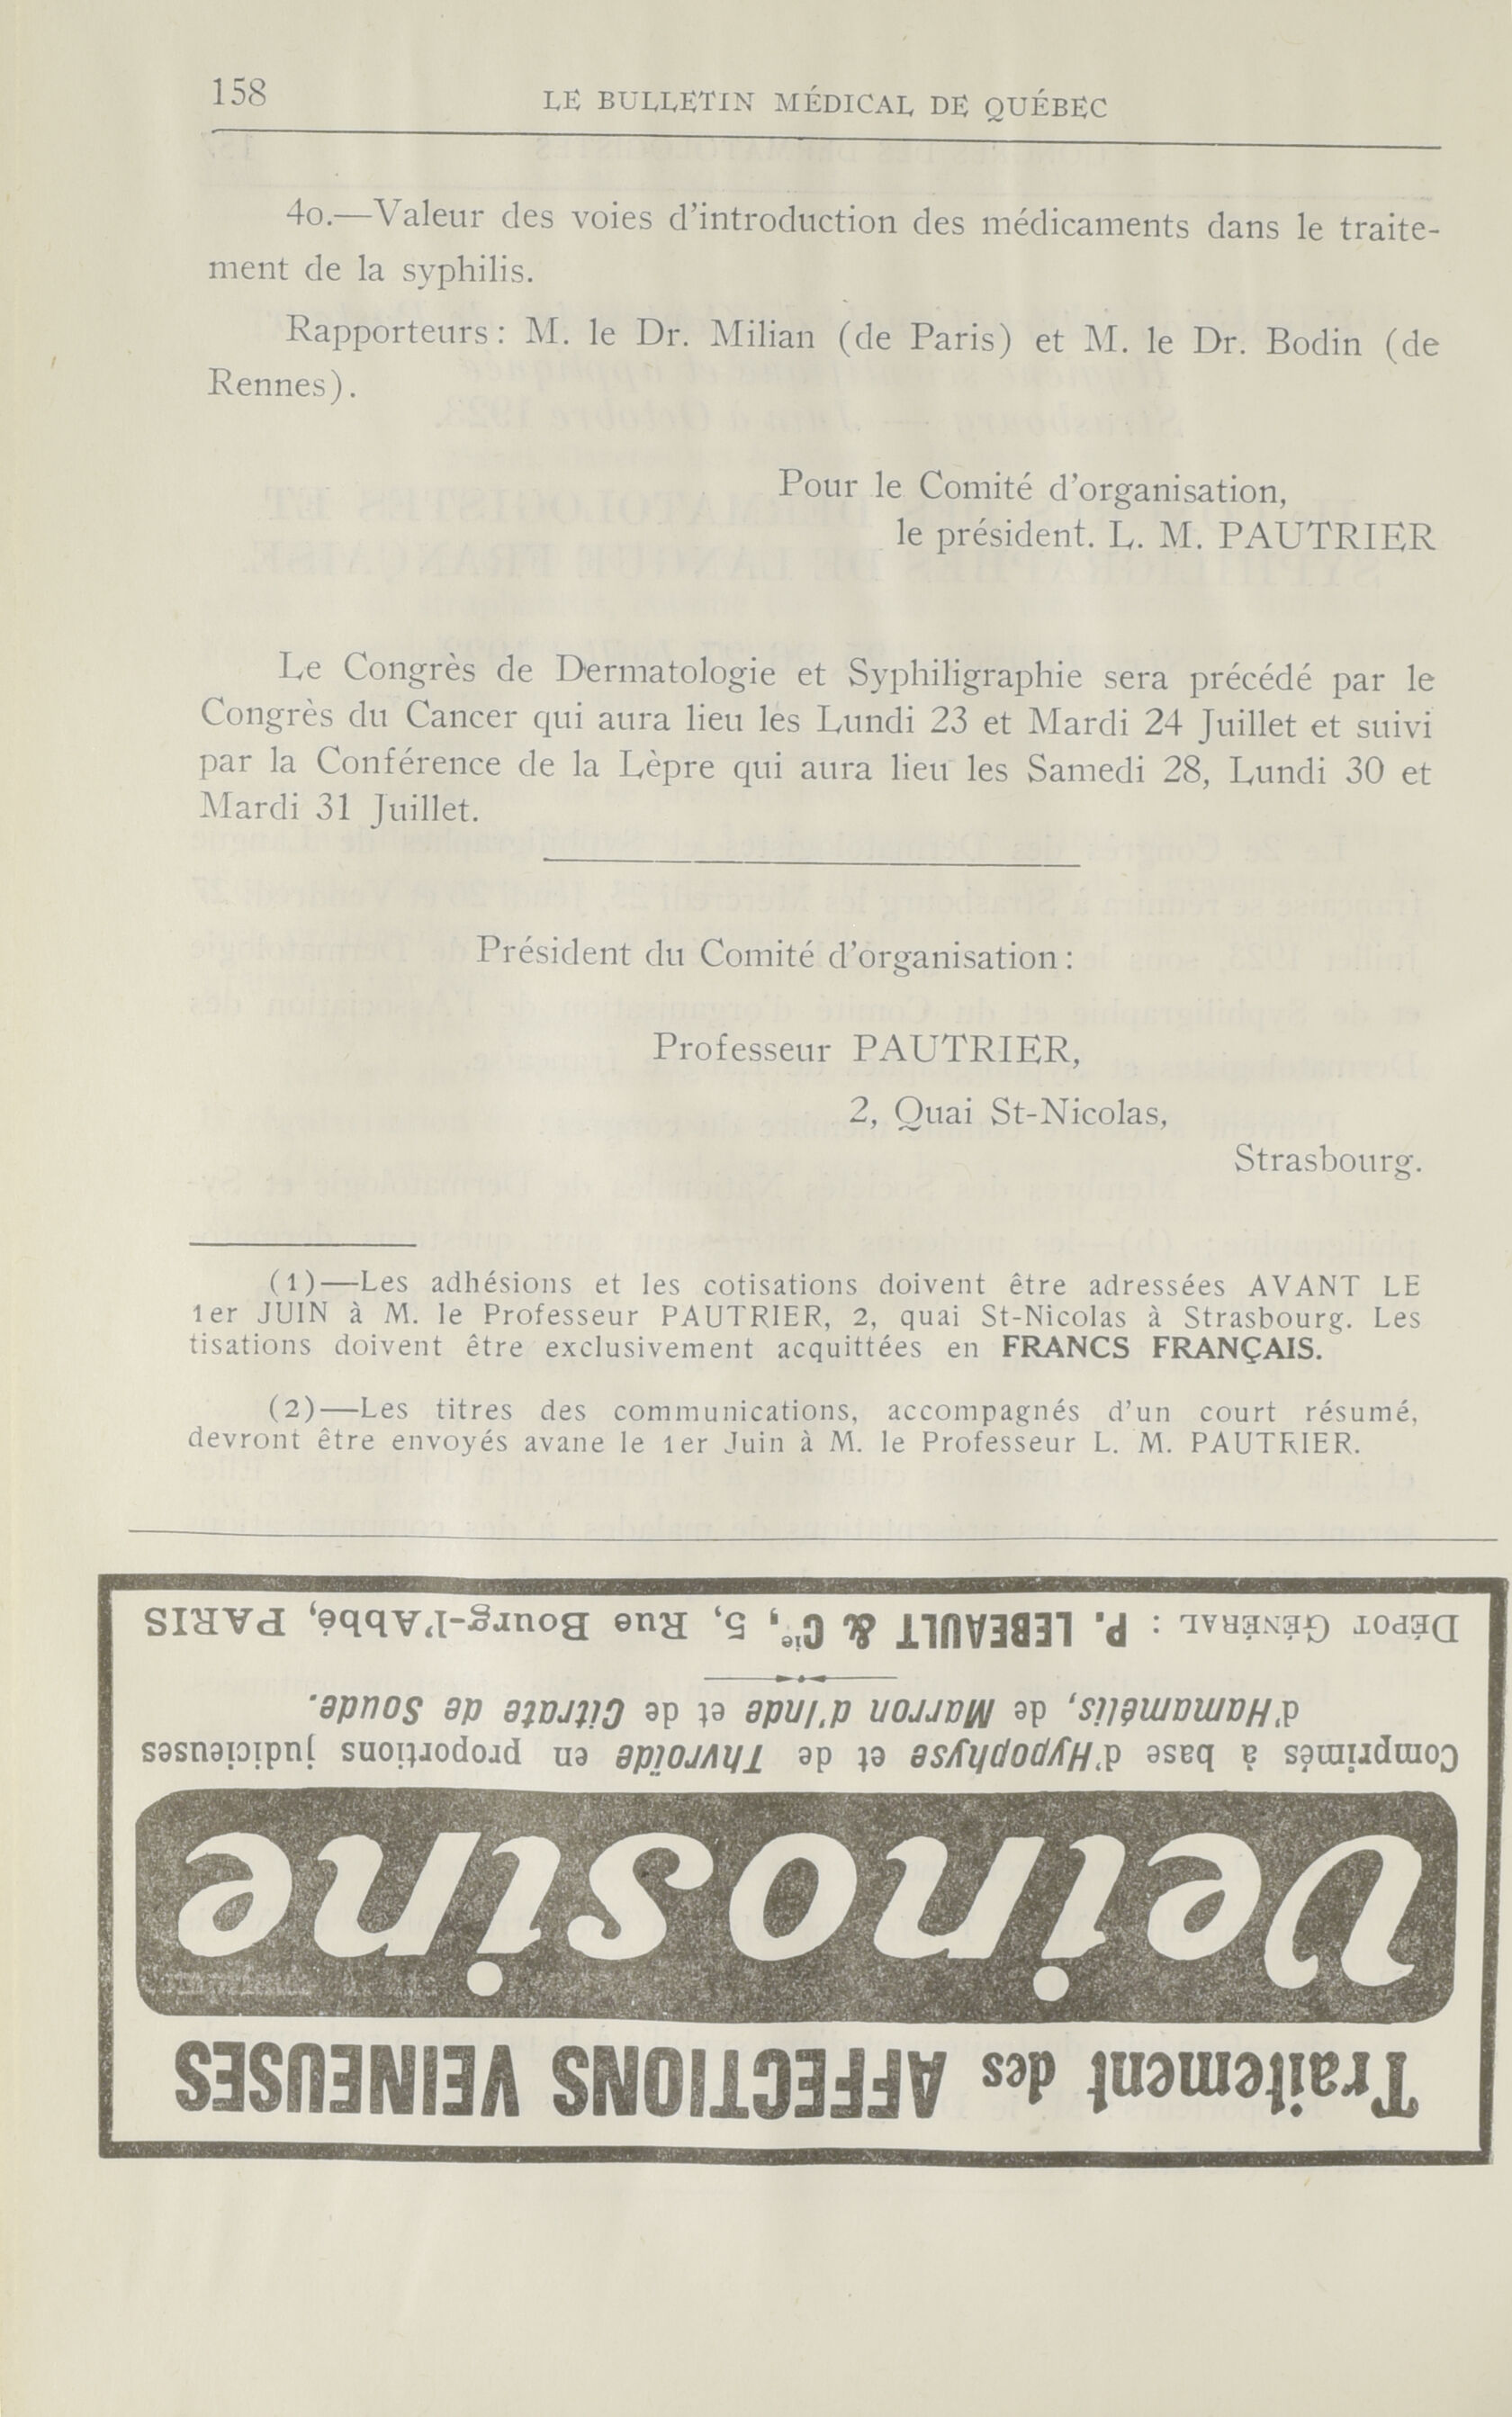 158
LE BULLETIN MÉDICAL DE QUÉBEC
4o.—Valeur des voies d'introduction des médicaments dans le traite-
ment de la syphilis.
Rapporteurs: M. le Dr. Milian (de Paris) et M. le Dr. Bodin (de
Rennes).
Pour le Comité d'organisation,
le président. L. M. PAUTRIER
Le Congrès de Dermatologie et Syphiligraphie sera précédé par le
Congrès du Cancer qui aura lieu les Lundi 23 et Mardi 24 Juillet et suivi
par la Conférence de la Lèpre qui aura lieu les Samedi 28, Lundi 30 et
Mardi 31 Juillet.
Président du Comité d'organisation:
Professeur PAUTRIER,
2, Quai St-Nicolas,
Strasbourg.
(1)—Les adhésions et les cotisations doivent être adressées AVANT LE
1er JUIN à M. le Professeur PAUTRIER, 2, quai St-Nicolas à Strasbourg. Les
tisations doivent être exclusivement acquittées en FRANCS FRANÇAIS.
(2)—Les titres des communications, accompagnés d'un court résumé,
devront être envoyés avane le 1er Juin à M. le Professeur L. M. PAUTRIER.
Traitement des AFFECTIONS VEINEUSES
Veinosine
Comprimés à base d'Hypophyse et de Thyroïde en proportions judicieuses
d'Hamamélis, de Marron d'Inde et de Citrate de Soude.
DÉPOT GÉNÉRAL : P. LEBEAULT & Cie, 5, Rue Bourg-l'Abbé, PARIS